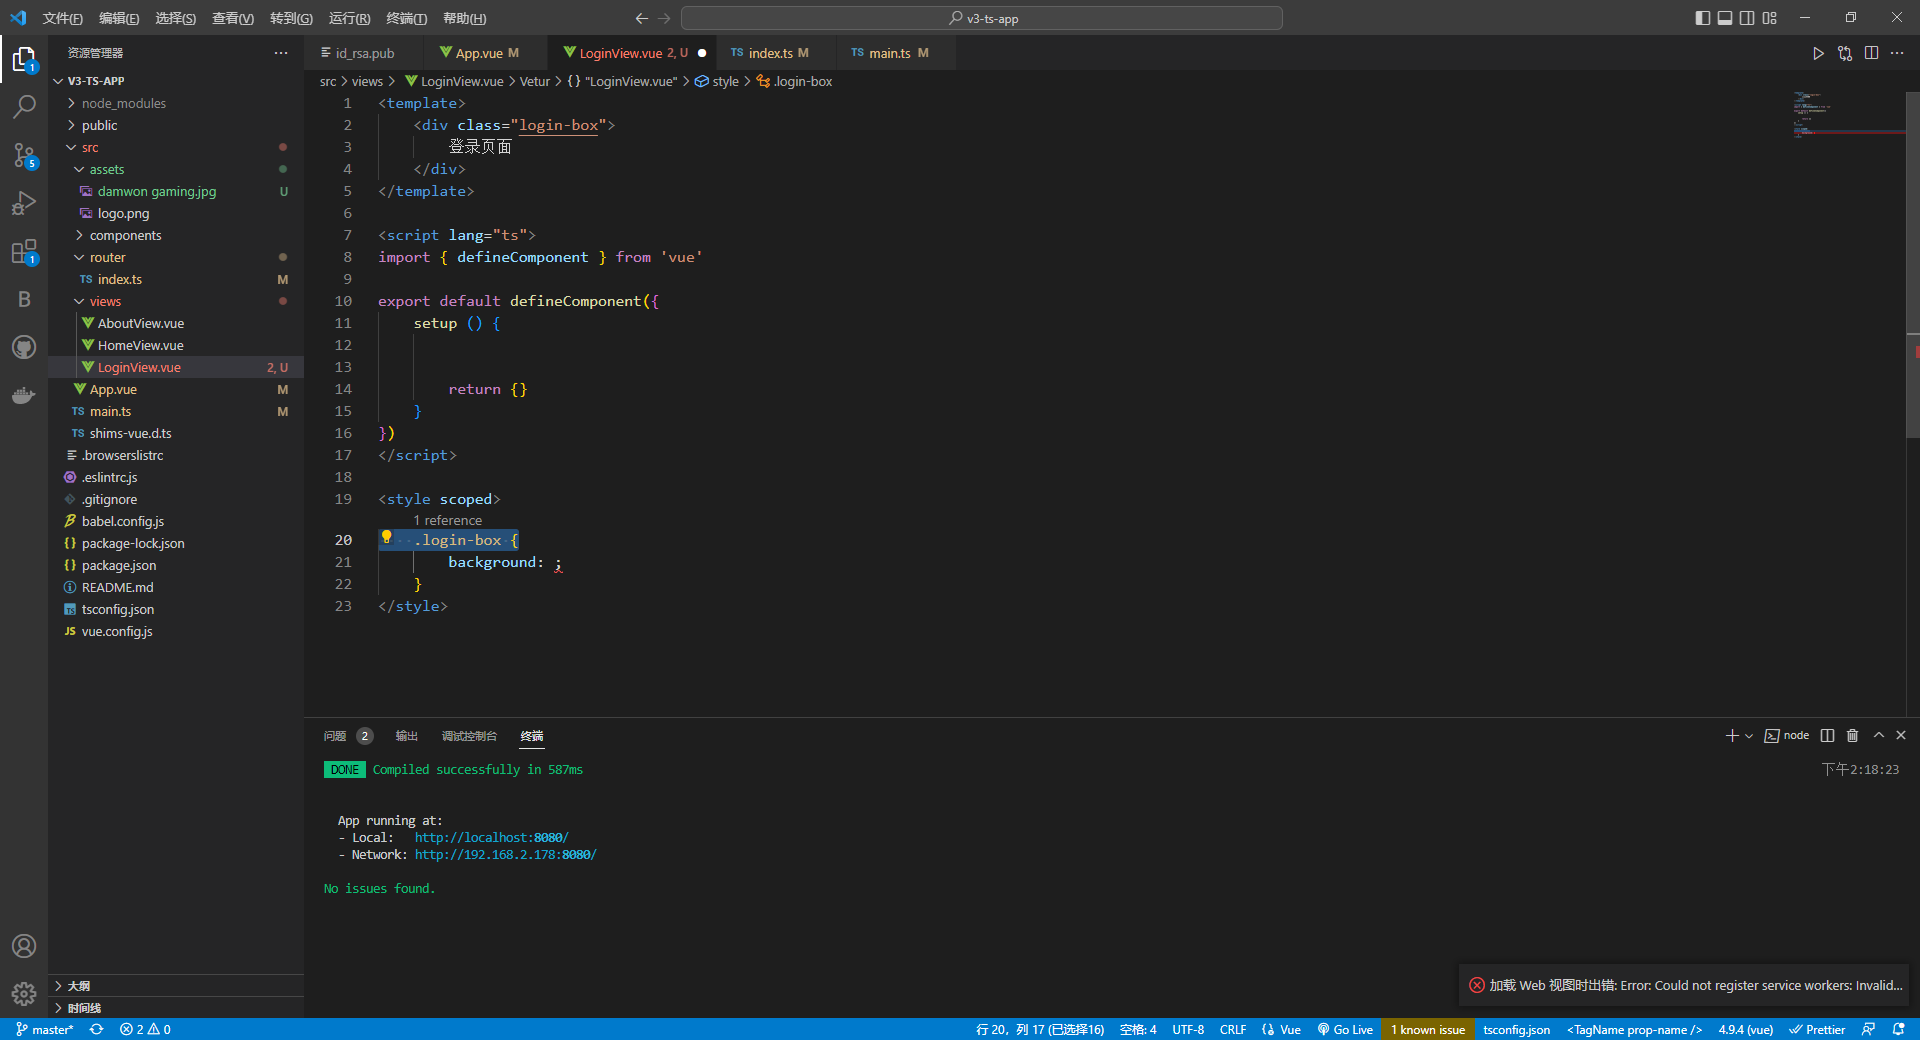 文件(F) 编辑(E) 选择(S) 查看(V) 转到(G) 运行(R) 终端(T) 帮助(H) v3-ts-app
资源管理器
id_rsa.pub App.vue M LoginView.vue 2, U index.ts M main.ts M
src > views > LoginView.vue > Vetur > {} "LoginView.vue" > style > .login-box
1
5
1
B
V3-TS-APP
node_modules
public
src
assets
damwon gaming.jpg U
logo.png
components
router
TS index.ts M
views
AboutView.vue
HomeView.vue
LoginView.vue 2, U
App.vue M
TS main.ts M
TS shims-vue.d.ts
.browserslistrc
.eslintrc.js
.gitignore
babel.config.js
{} package-lock.json
{} package.json
README.md
tsconfig.json
JS vue.config.js
大纲
时间线
1 <template>
2 <div class="login-box">
3 登录页面
4 </div>
5 </template>
6
7 <script lang="ts">
8 import { defineComponent } from 'vue'
9
10 export default defineComponent({
11 setup () {
12
13
14 return {}
15 }
16 })
17 </script>
18
19 <style scoped>
1 reference
20 .login-box {
21 background: ;
22 }
23 </style>
问题 2 输出 调试控制台 终端 node
DONE Compiled successfully in 587ms 下午2:18:23
App running at:
- Local: http://localhost:8080/
- Network: http://192.168.2.178:8080/
No issues found.
加载 Web 视图时出错: Error: Could not register service workers: Invalid...
master* 2 0 行 20，列 17 (已选择16) 空格: 4 UTF-8 CRLF Vue Go Live 1 known issue tsconfig.json <TagName prop-name /> 4.9.4 (vue) Prettier